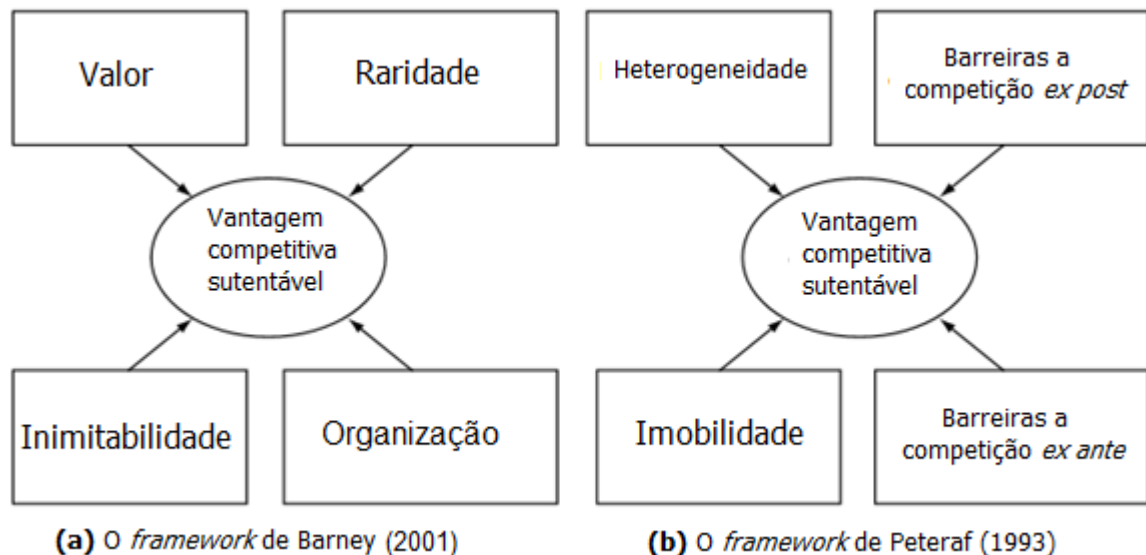 Valor
Raridade
Vantagem
competitiva
sutentável
Inimitabilidade
Organização
(a) O framework de Barney (2001)
Heterogeneidade
Barreiras a
competição ex post
Vantagem
competitiva
sutentável
Imobilidade
Barreiras a
competição ex ante
(b) O framework de Peteraf (1993)